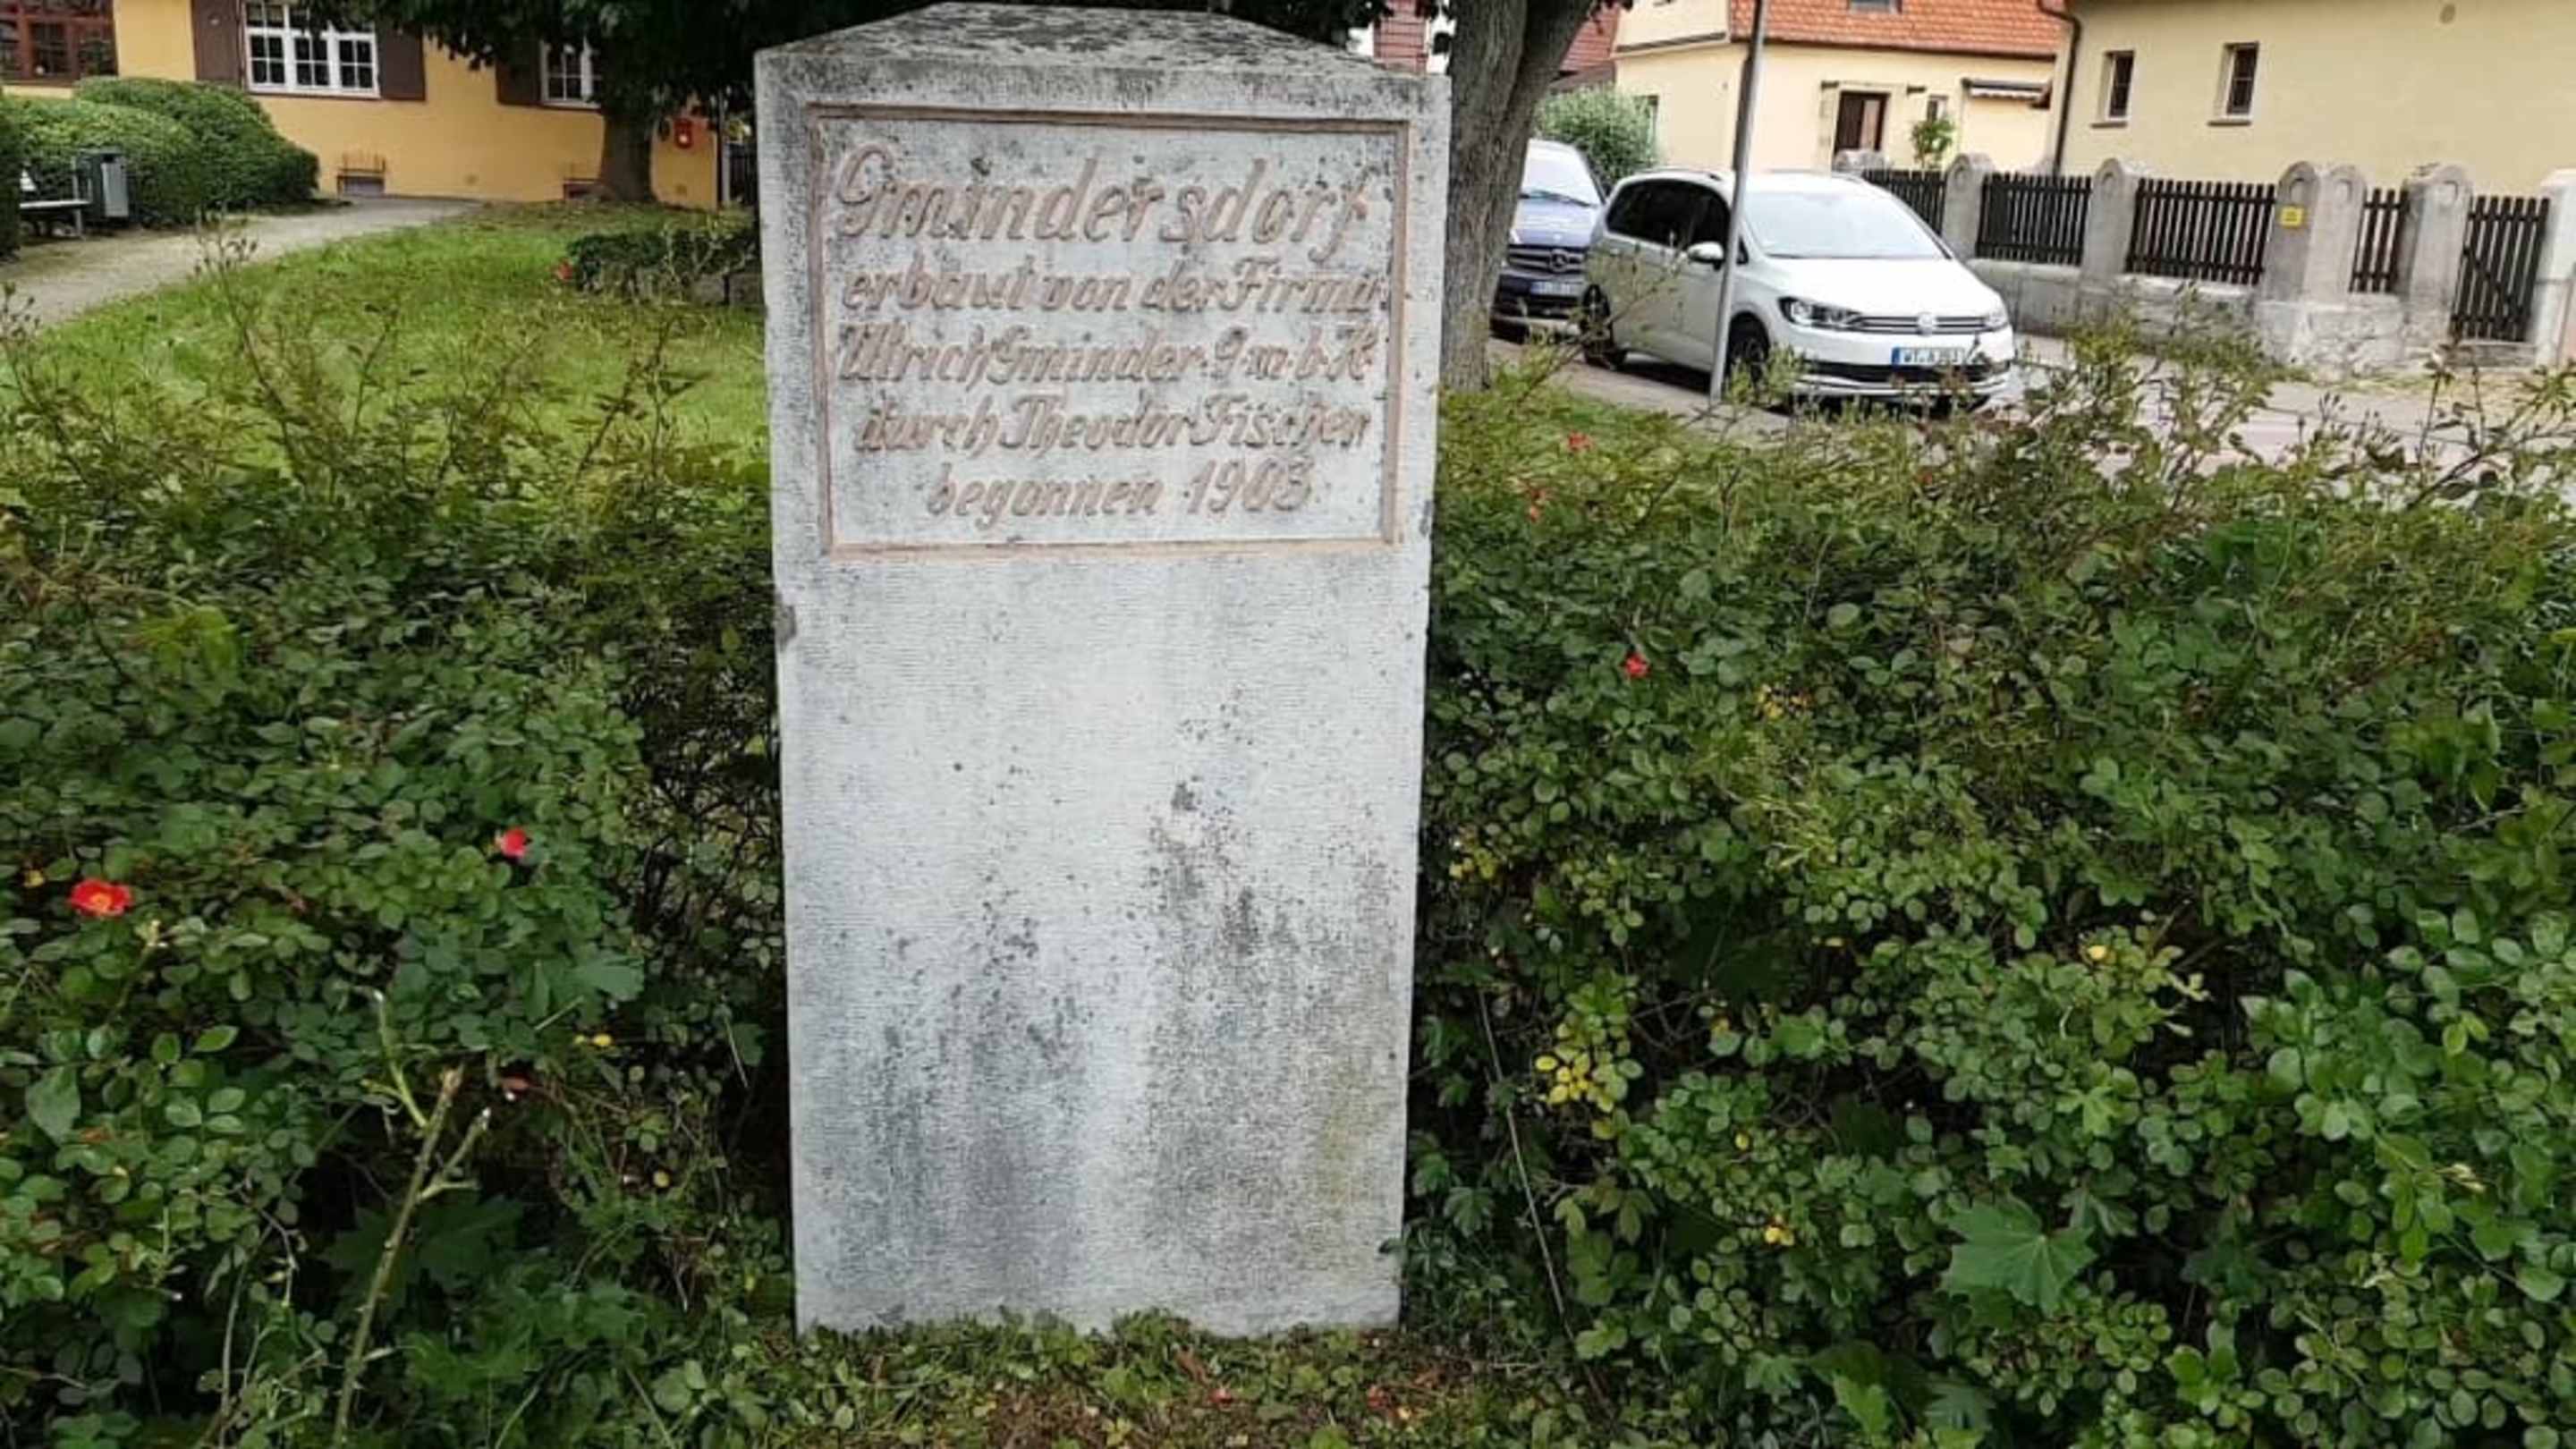 Gmindersdorf
erbaut von der Firma
Ulrich Gminder G·m·b·H
durch Theodor Fischer
begonnen 1903